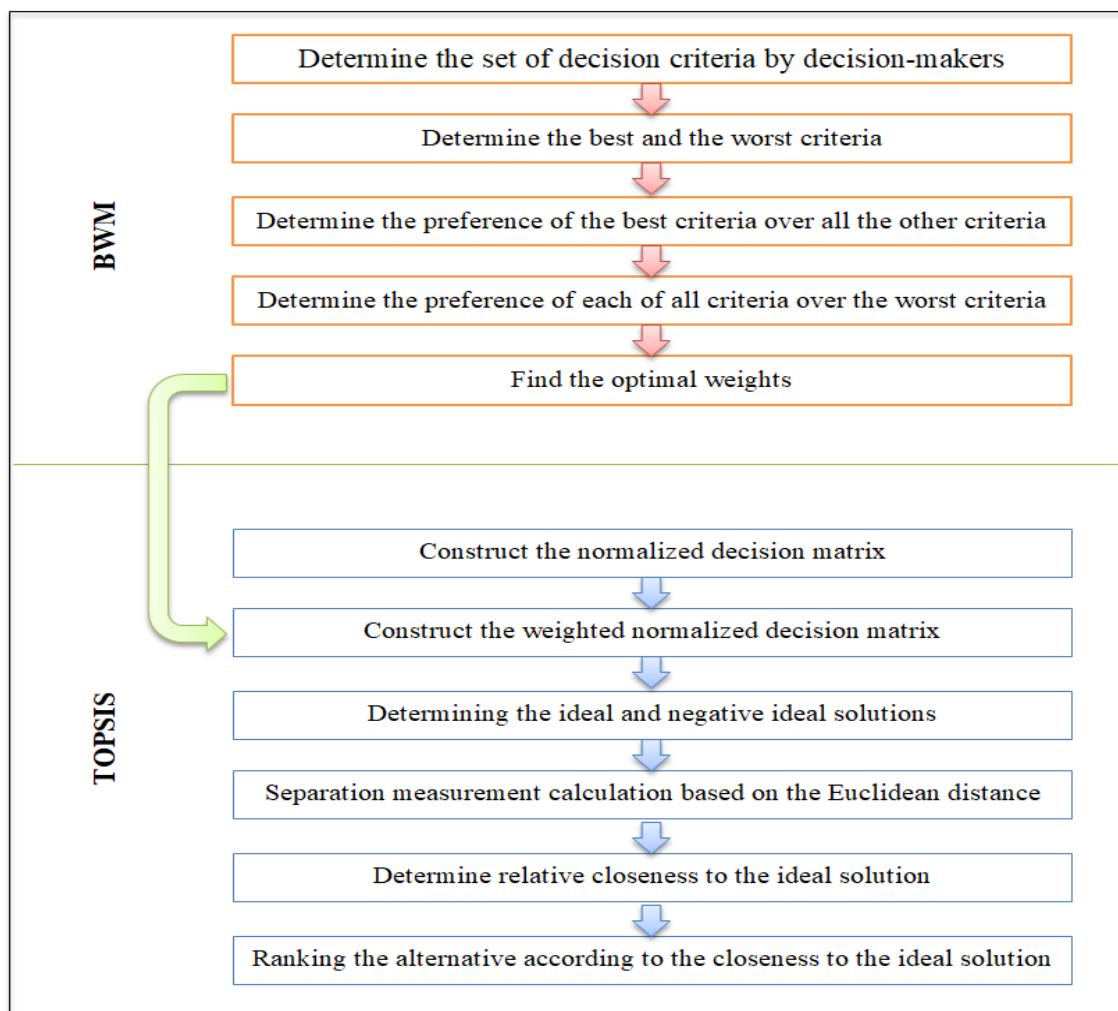 Determine the set of decision criteria by decision-makers
Determine the best and the worst criteria
Determine the preference of the best criteria over all the other criteria
Determine the preference of each of all criteria over the worst criteria
Find the optimal weights
BWM
Construct the normalized decision matrix
Construct the weighted normalized decision matrix
Determining the ideal and negative ideal solutions
Separation measurement calculation based on the Euclidean distance
Determine relative closeness to the ideal solution
Ranking the alternative according to the closeness to the ideal solution
TOPSIS